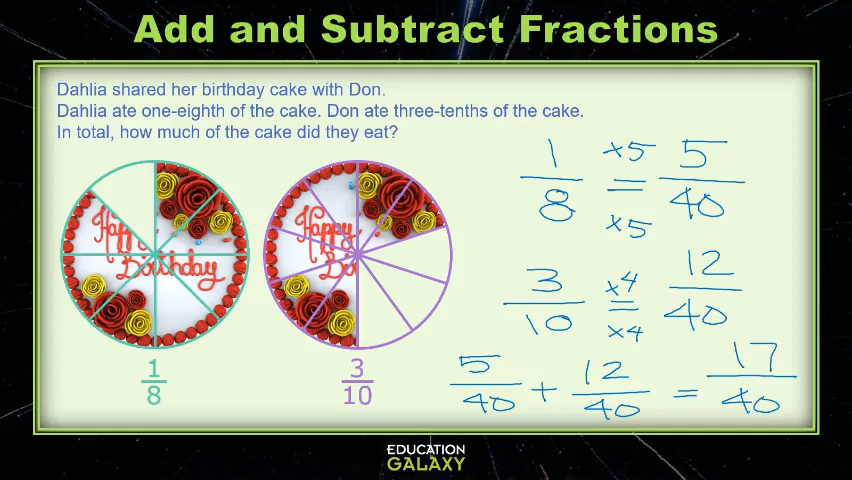 Add and Subtract Fractions
Dahlia shared her birthday cake with Don.
Dahlia ate one-eighth of the cake. Don ate three-tenths of the cake.
In total, how much of the cake did they eat?
Happy
Birthday
Happy
1/8
3/10
1/8 ×5 = ×5 5/40
3/10 ×4 = ×4 12/40
5/40 + 12/40 = 17/40
EDUCATION
GALAXY